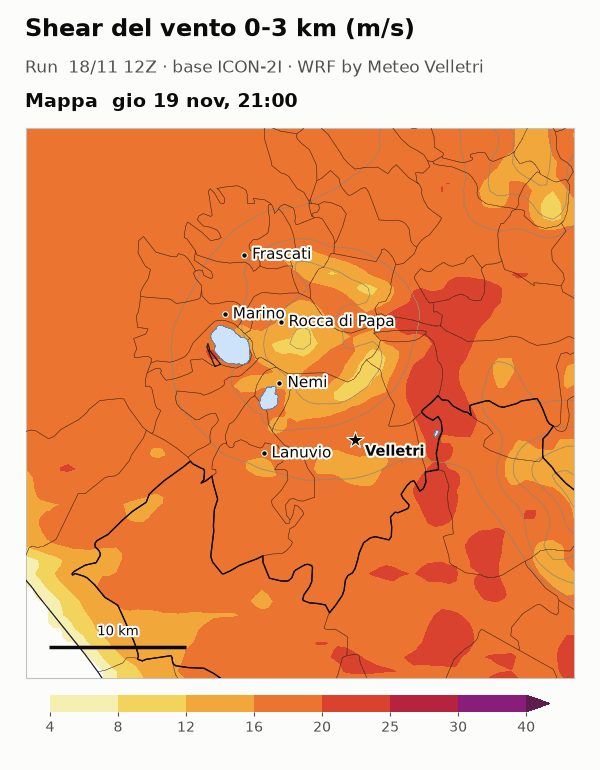 Shear del vento 0-3 km (m/s)
Run  18/11 12Z · base ICON-2I · WRF by Meteo Velletri
Mappa  gio 19 nov, 21:00
Frascati
Marino
Rocca di Papa
Nemi
Velletri
Lanuvio
10 km
4 8 12 16 20 25 30 40